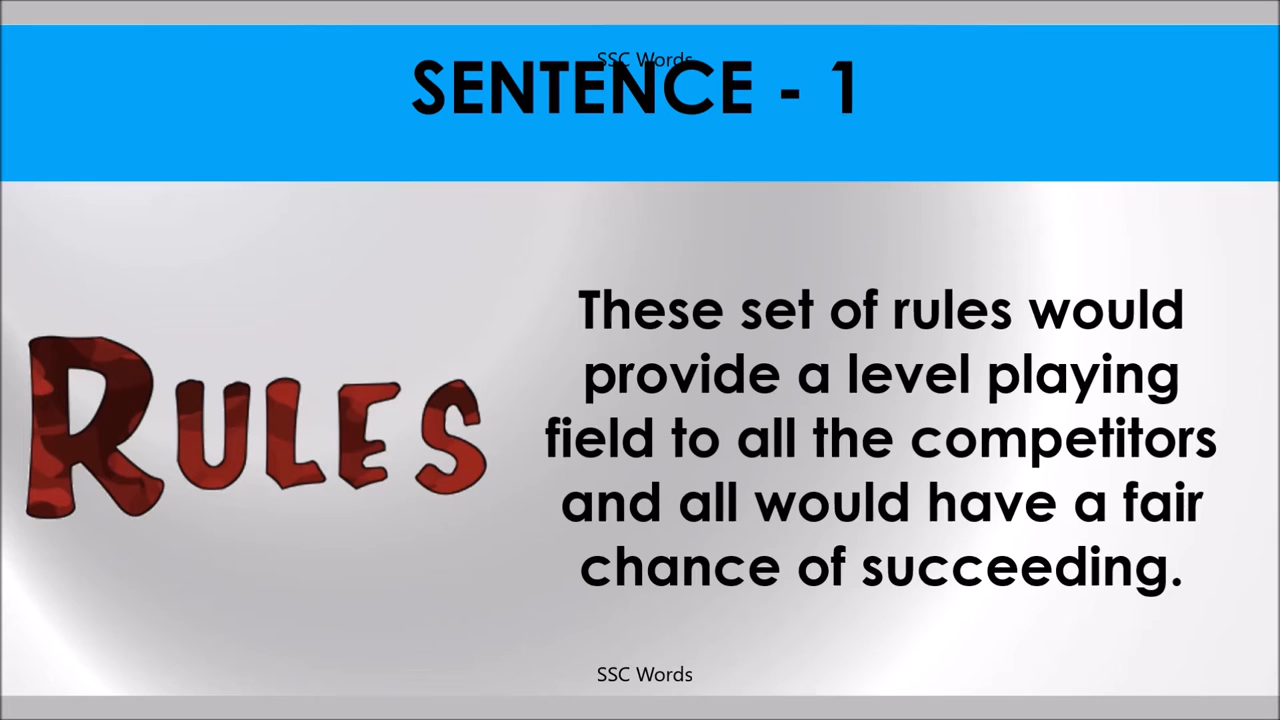 SSC Words
SENTENCE - 1
RULES
These set of rules would
provide a level playing
field to all the competitors
and all would have a fair
chance of succeeding.
SSC Words